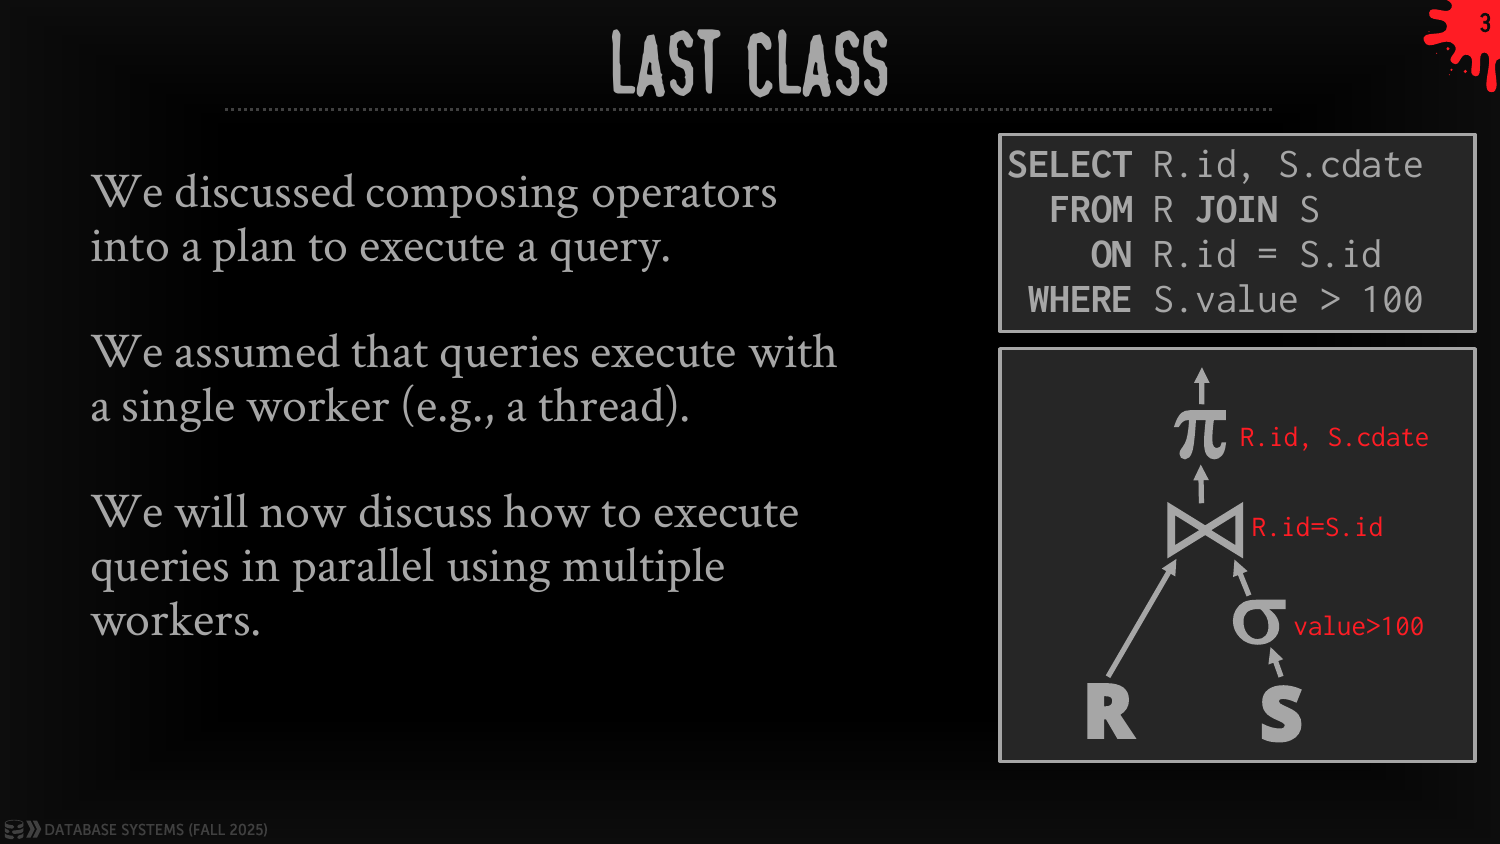 3
LAST CLASS
We discussed composing operators
into a plan to execute a query.
We assumed that queries execute with
a single worker (e.g., a thread).
We will now discuss how to execute
queries in parallel using multiple
workers.
SELECT R.id, S.cdate
FROM R JOIN S
ON R.id = S.id
WHERE S.value > 100
π R.id, S.cdate
⋈ R.id=S.id
σ value>100
R S
DATABASE SYSTEMS (FALL 2025)